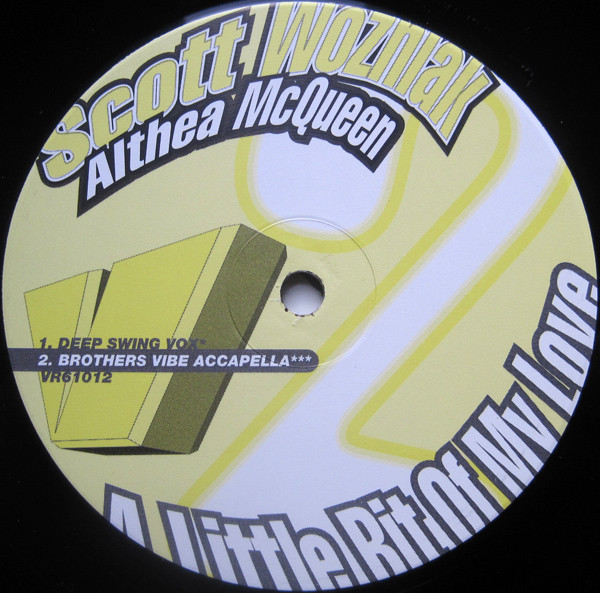 Scott Wozniak
Althea McQueen
1. DEEP SWING VOX*
2. BROTHERS VIBE ACCAPELLA***
VR61012
A Little Bit Of My Love